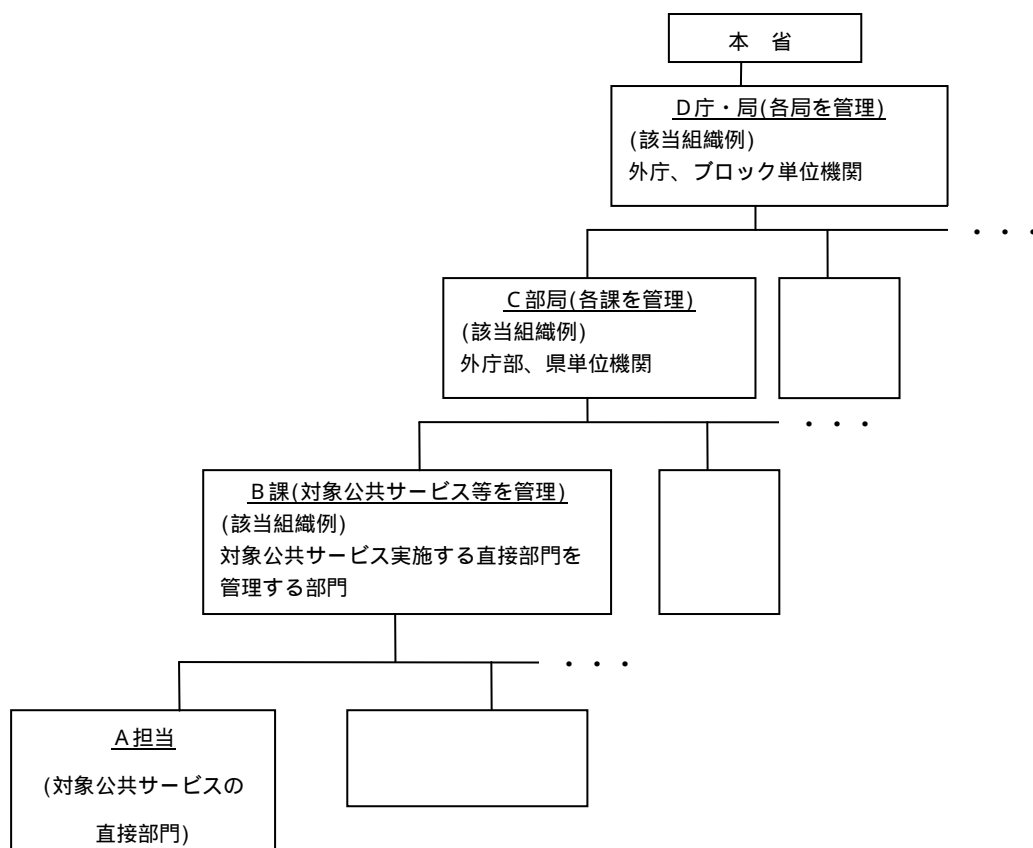 本　省
Ｄ庁・局(各局を管理)
(該当組織例)
外庁、ブロック単位機関
・・・
Ｃ部局(各課を管理)
(該当組織例)
外庁部、県単位機関
・・・
Ｂ課(対象公共サービス等を管理)
(該当組織例)
対象公共サービス実施する直接部門を
管理する部門
・・・
Ａ担当
(対象公共サービスの
直接部門)